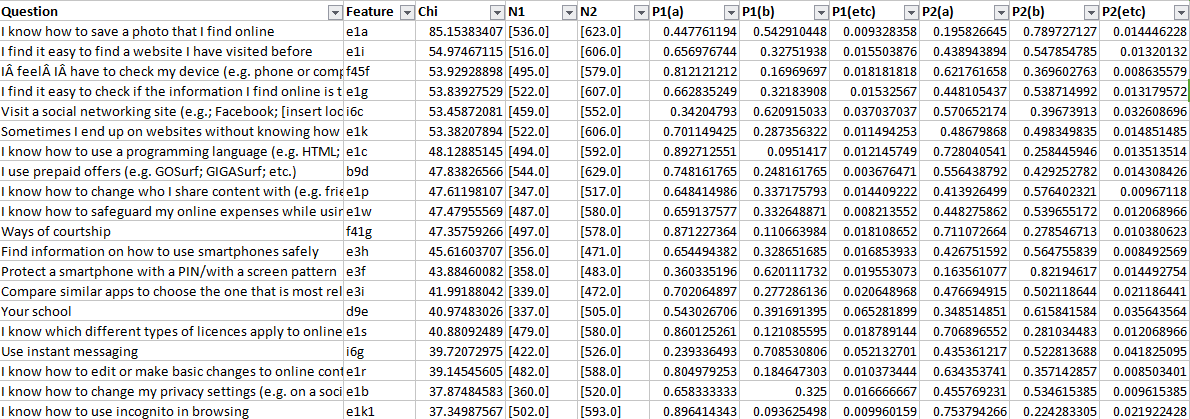 Question Feature Chi N1 N2 P1(a) P1(b) P1(etc) P2(a) P2(b) P2(etc)
I know how to save a photo that I find online e1a 85.15383407 [536.0] [623.0] 0.447761194 0.542910448 0.009328358 0.195826645 0.789727127 0.014446228
I find it easy to find a website I have visited before e1i 54.97467115 [516.0] [606.0] 0.656976744 0.32751938 0.015503876 0.438943894 0.547854785 0.01320132
IÂ feelÂ IÂ have to check my device (e.g. phone or comp f45f 53.92928898 [495.0] [579.0] 0.812121212 0.16969697 0.018181818 0.621761658 0.369602763 0.008635579
I find it easy to check if the information I find online is t e1g 53.83927529 [522.0] [607.0] 0.662835249 0.32183908 0.01532567 0.448105437 0.538714992 0.013179572
Visit a social networking site (e.g.; Facebook; [insert loc i6c 53.45872081 [459.0] [552.0] 0.34204793 0.620915033 0.037037037 0.570652174 0.39673913 0.032608696
Sometimes I end up on websites without knowing how e1k 53.38207894 [522.0] [606.0] 0.701149425 0.287356322 0.011494253 0.48679868 0.498349835 0.014851485
I know how to use a programming language (e.g. HTML; e1c 48.12885145 [494.0] [592.0] 0.892712551 0.0951417 0.012145749 0.728040541 0.258445946 0.013513514
I use prepaid offers (e.g. GOSurf; GIGASurf; etc.) b9d 47.83826566 [544.0] [629.0] 0.748161765 0.248161765 0.003676471 0.556438792 0.429252782 0.014308426
I know how to change who I share content with (e.g. frie e1p 47.61198107 [347.0] [517.0] 0.648414986 0.337175793 0.014409222 0.413926499 0.576402321 0.00967118
I know how to safeguard my online expenses while usin e1w 47.47955569 [487.0] [580.0] 0.659137577 0.332648871 0.008213552 0.448275862 0.539655172 0.012068966
Ways of courtship f41g 47.35759266 [497.0] [578.0] 0.871227364 0.110663984 0.018108652 0.711072664 0.278546713 0.010380623
Find information on how to use smartphones safely e3h 45.61603707 [356.0] [471.0] 0.654494382 0.328651685 0.016853933 0.426751592 0.564755839 0.008492569
Protect a smartphone with a PIN/with a screen pattern e3f 43.88460082 [358.0] [483.0] 0.360335196 0.620111732 0.019553073 0.163561077 0.82194617 0.014492754
Compare similar apps to choose the one that is most rel e3i 41.99188042 [339.0] [472.0] 0.702064897 0.277286136 0.020648968 0.476694915 0.502118644 0.021186441
Your school d9e 40.97483026 [337.0] [505.0] 0.543026706 0.391691395 0.065281899 0.348514851 0.615841584 0.035643564
I know which different types of licences apply to online e1s 40.88092489 [479.0] [580.0] 0.860125261 0.121085595 0.018789144 0.706896552 0.281034483 0.012068966
Use instant messaging i6g 39.72072975 [422.0] [526.0] 0.239336493 0.708530806 0.052132701 0.435361217 0.522813688 0.041825095
I know how to edit or make basic changes to online cont e1r 39.14545605 [482.0] [588.0] 0.804979253 0.184647303 0.010373444 0.634353741 0.357142857 0.008503401
I know how to change my privacy settings (e.g. on a soci e1b 37.87484583 [360.0] [520.0] 0.658333333 0.325 0.016666667 0.455769231 0.534615385 0.009615385
I know how to use incognito in browsing e1k1 37.34987567 [502.0] [593.0] 0.896414343 0.093625498 0.009960159 0.753794266 0.224283305 0.021922428